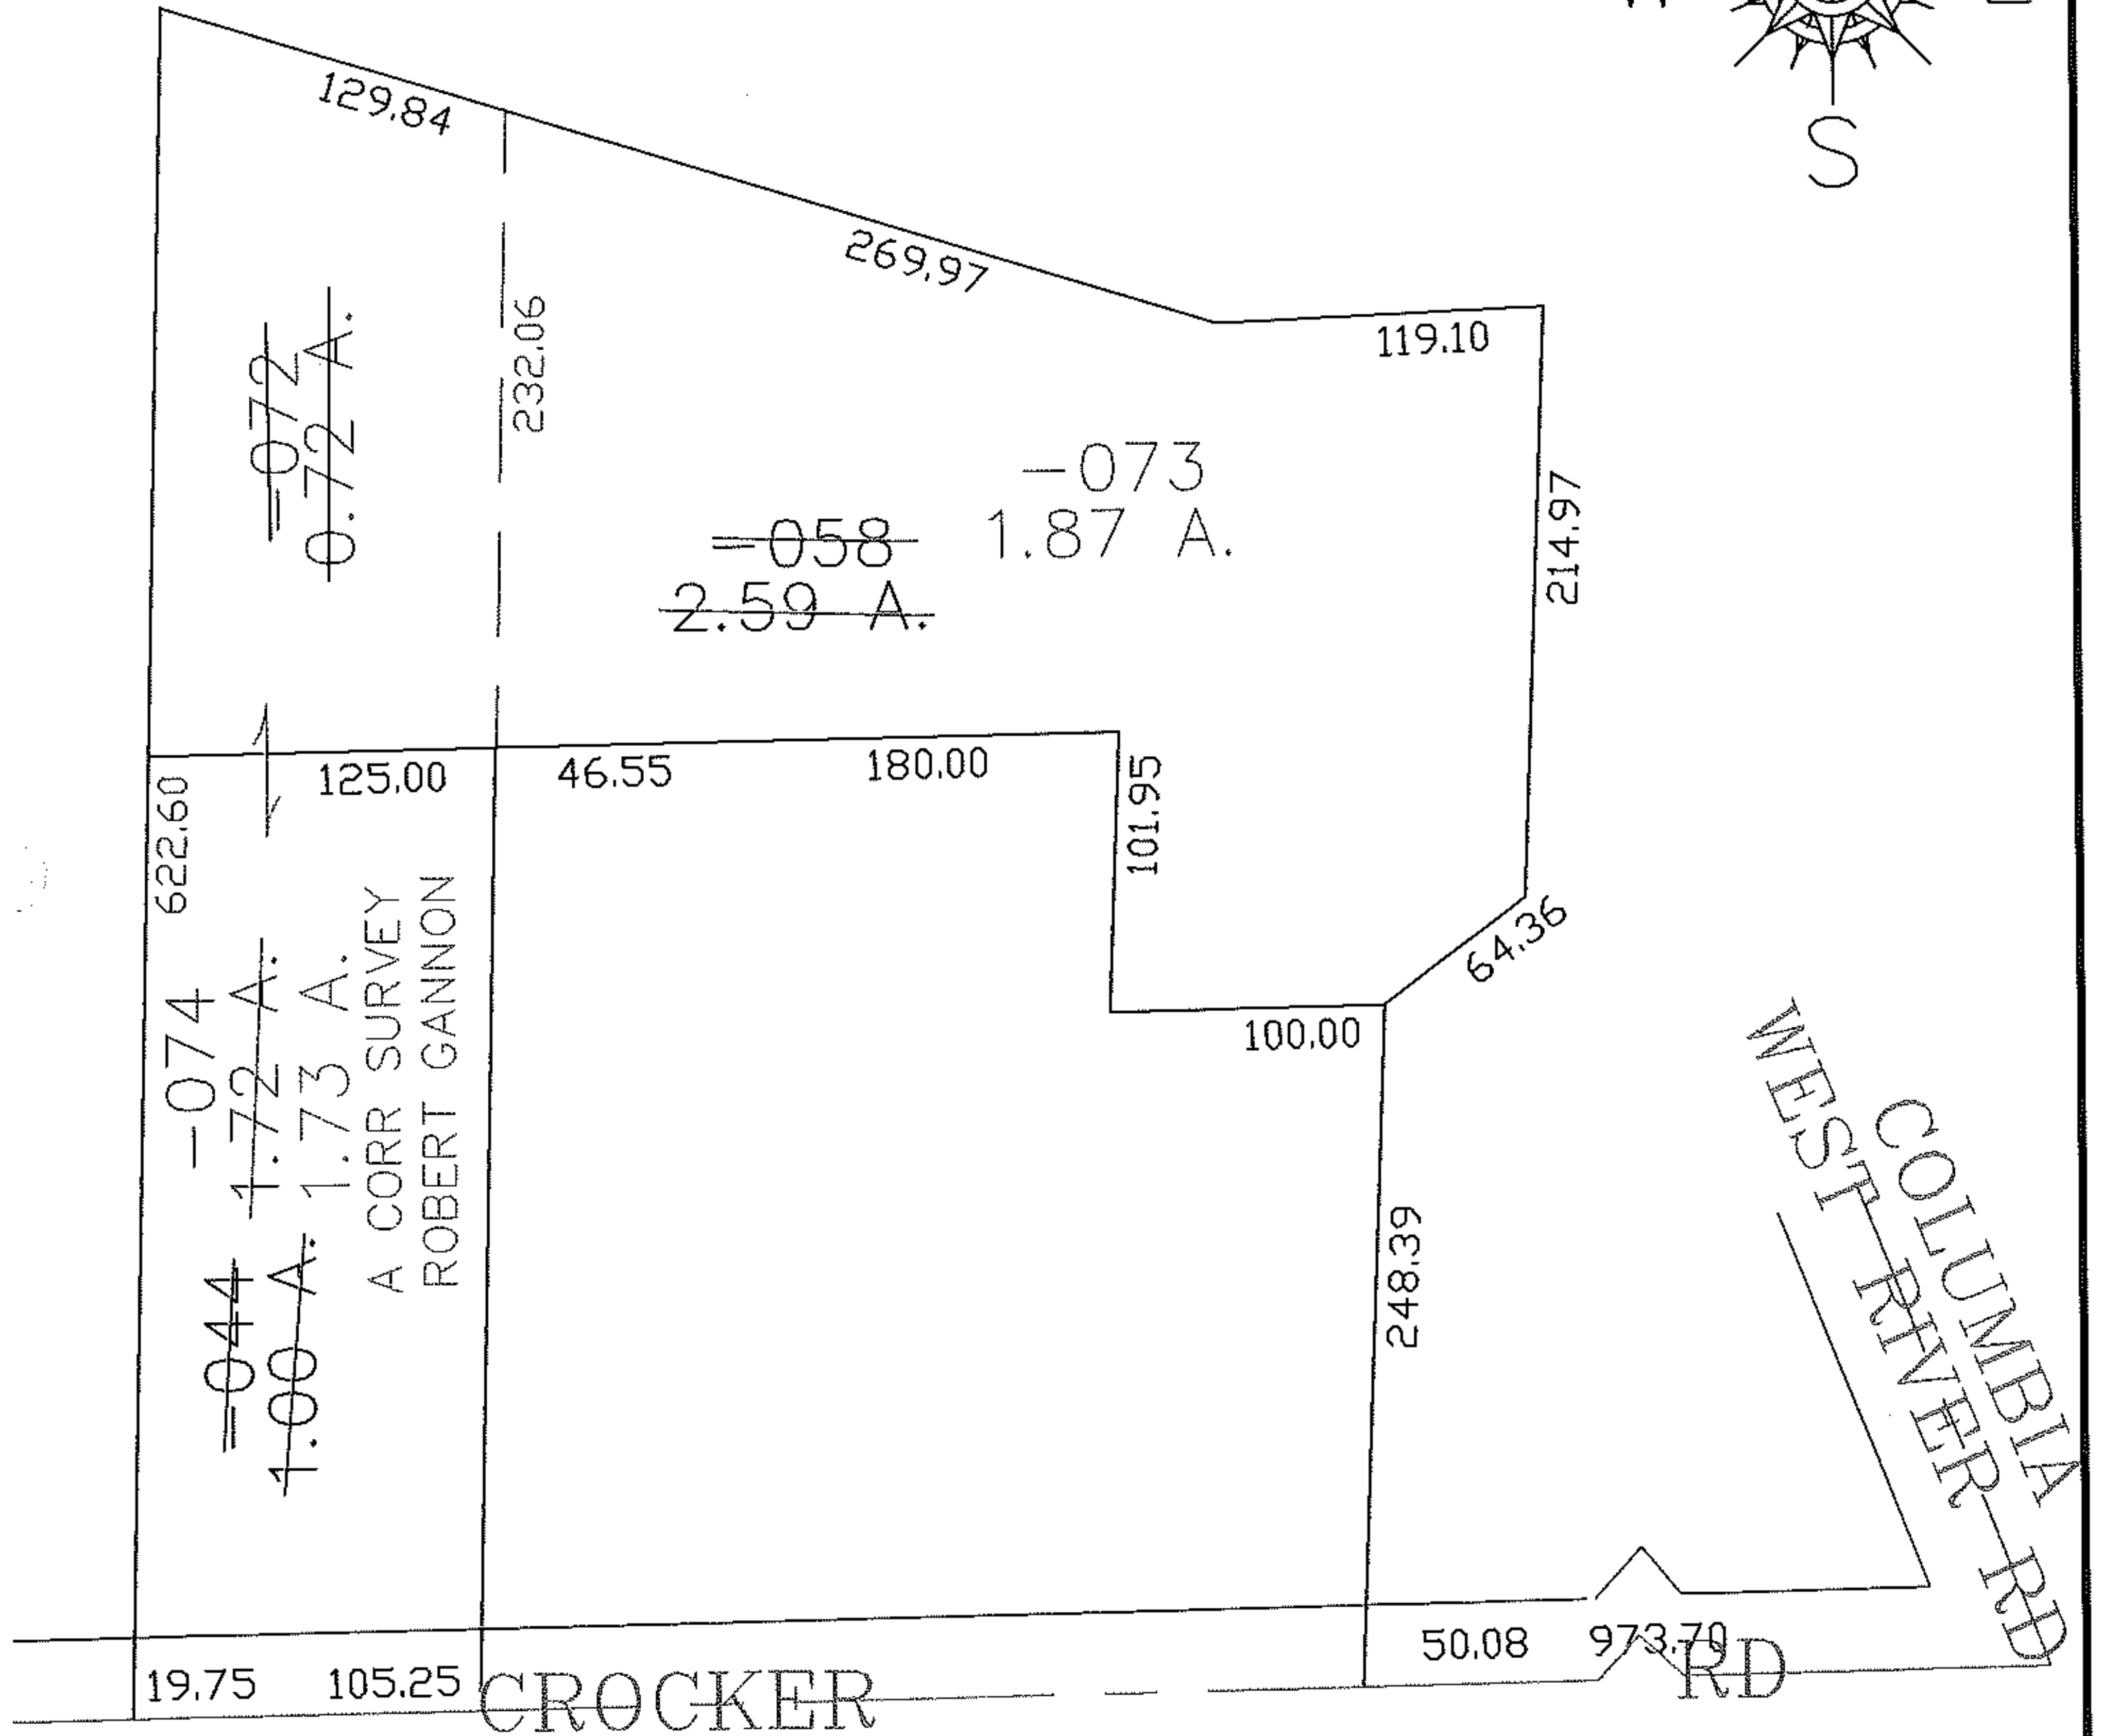 S
129.84
269.97
119.10
232.06
-072
0.72 A.
-073
1.87 A.
-058
2.59 A.
214.97
125.00
46.55
180.00
101.95
622.60
64.36
100.00
-074
1.72 A.
1.73 A.
A CORR SURVEY
ROBERT GANNON
-044
1.00 A.
248.39
COLUMBIA
WEST RIVER RD
50.08
973.70
19.75
105.25
CROCKER RD